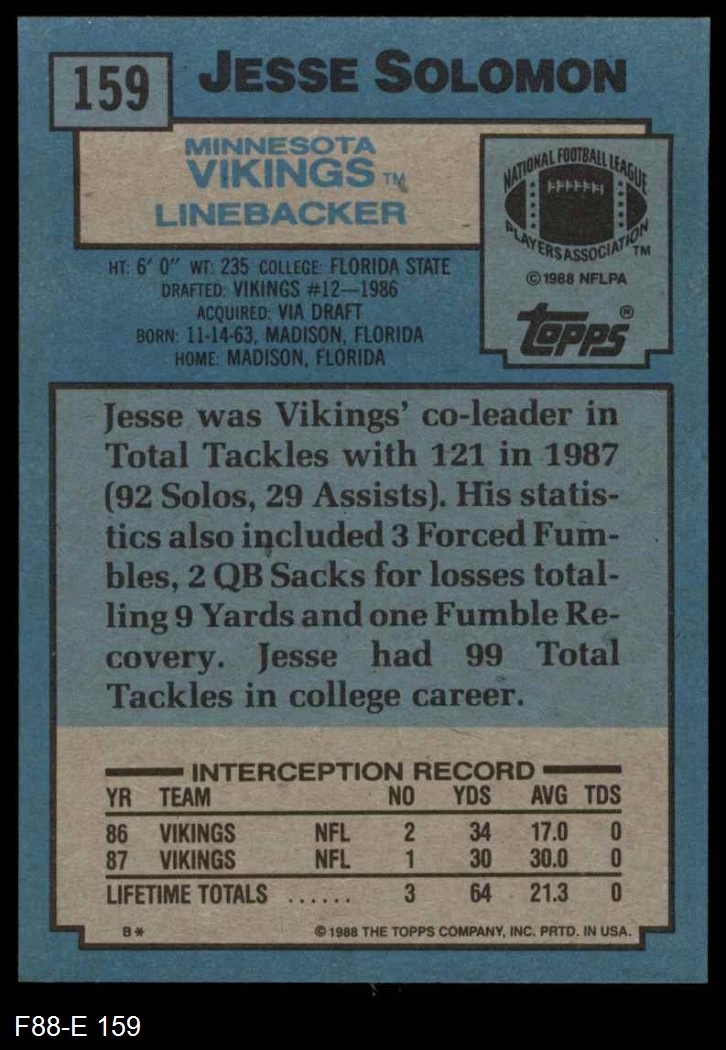 159
JESSE SOLOMON
MINNESOTA
VIKINGS TM
LINEBACKER
NATIONAL FOOTBALL LEAGUE
PLAYERS ASSOCIATION TM
©1988 NFLPA
topps®
HT: 6' 0" WT: 235 COLLEGE: FLORIDA STATE
DRAFTED: VIKINGS #12—1986
ACQUIRED: VIA DRAFT
BORN: 11-14-63, MADISON, FLORIDA
HOME: MADISON, FLORIDA
Jesse was Vikings' co-leader in
Total Tackles with 121 in 1987
(92 Solos, 29 Assists). His statis-
tics also included 3 Forced Fum-
bles, 2 QB Sacks for losses total-
ling 9 Yards and one Fumble Re-
covery. Jesse had 99 Total
Tackles in college career.
INTERCEPTION RECORD
YR TEAM NO YDS AVG TDS
86 VIKINGS NFL 2 34 17.0 0
87 VIKINGS NFL 1 30 30.0 0
LIFETIME TOTALS ...... 3 64 21.3 0
B* ©1988 THE TOPPS COMPANY, INC. PRTD. IN USA.
F88-E 159